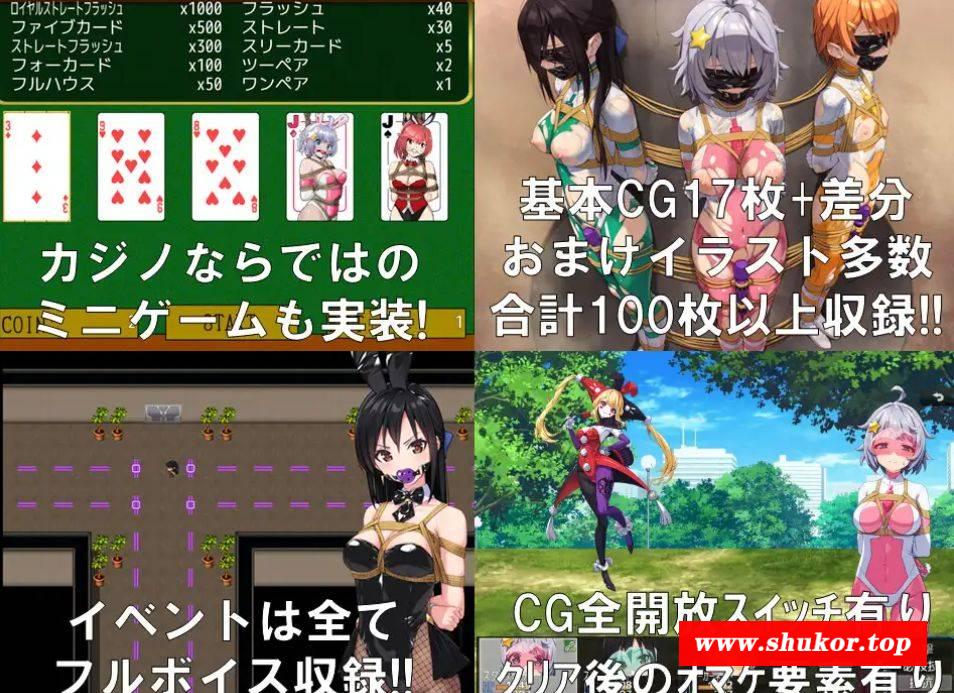 ロイヤルストレートフラッシュ x1000 フラッシュ x40
ファイブカード x500 ストレート x30
ストレートフラッシュ x300 スリーカード x5
フォーカード x100 ツーペア x2
フルハウス x50 ワンペア x1
3 9 8 J J
3 9 8
カジノならではの
ミニゲームも実装!
COIN 1
基本CG17枚+差分
おまけイラスト多数
合計100枚以上収録!!
イベントは全て
フルボイス収録!!
CG全開放スイッチ有り
www.shukor.top
クリア後のオマケ要素有り